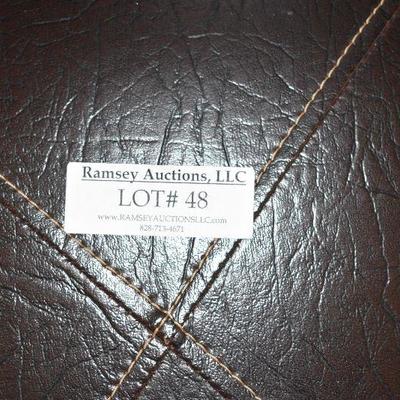 Ramsey Auctions, LLC
LOT# 48
www.RAMSEYAUCTIONSLLC.com
828-713-4671